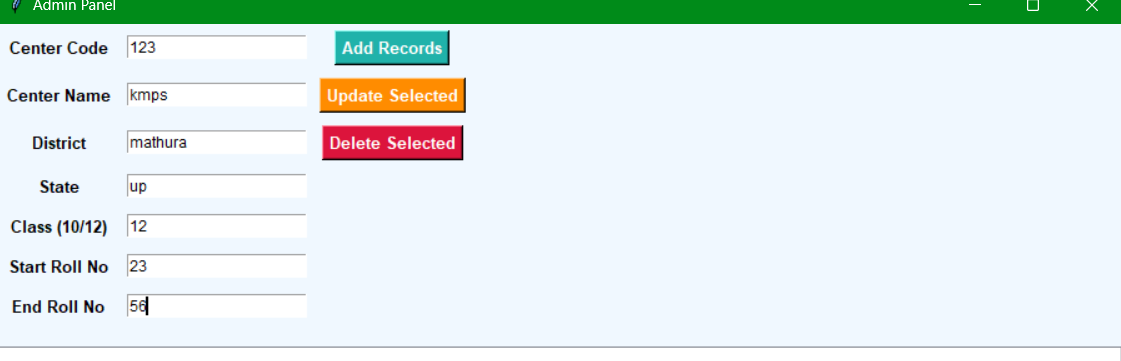 Admin Panel
Center Code 123 Add Records
Center Name kmps Update Selected
District mathura Delete Selected
State up
Class (10/12) 12
Start Roll No 23
End Roll No 56